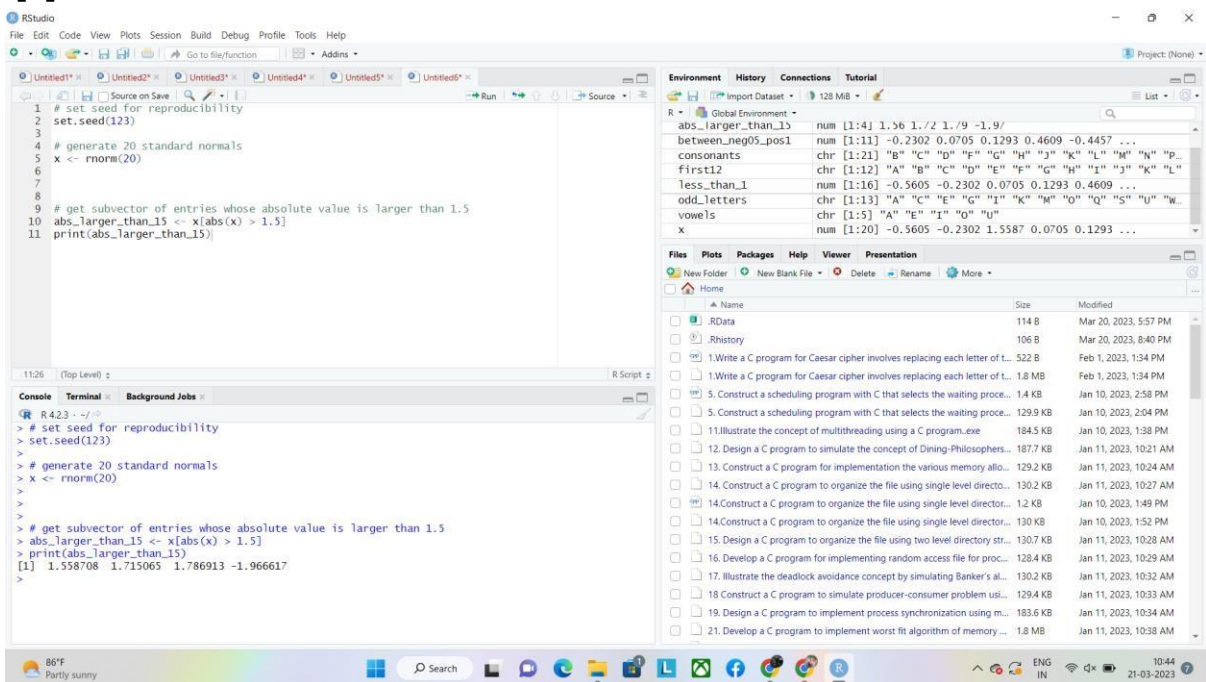 RStudio
File Edit Code View Plots Session Build Debug Profile Tools Help
Go to file/function Addins
Project: (None)
Untitled1* Untitled2* Untitled3* Untitled4* Untitled5* Untitled6*
Source on Save Run Source
1 # set seed for reproducibility
2 set.seed(123)
3
4 # generate 20 standard normals
5 x <- rnorm(20)
6
7
8
9 # get subvector of entries whose absolute value is larger than 1.5
10 abs_larger_than_15 <- x[abs(x) > 1.5]
11 print(abs_larger_than_15)
11:26 (Top Level) R Script
Console Terminal Background Jobs
R 4.2.3 · ~/
> # set seed for reproducibility
> set.seed(123)
>
> # generate 20 standard normals
> x <- rnorm(20)
>
>
>
> # get subvector of entries whose absolute value is larger than 1.5
> abs_larger_than_15 <- x[abs(x) > 1.5]
> print(abs_larger_than_15)
[1] 1.558708 1.715065 1.786913 -1.966617
>
Environment History Connections Tutorial
Import Dataset 128 MiB List
R Global Environment
abs_larger_than_15 num [1:4] 1.56 1.72 1.79 -1.97
between_neg05_pos1 num [1:11] -0.2302 0.0705 0.1293 0.4609 -0.4457 ...
consonants chr [1:21] "B" "C" "D" "F" "G" "H" "J" "K" "L" "M" "N" "P…
first12 chr [1:12] "A" "B" "C" "D" "E" "F" "G" "H" "I" "J" "K" "L"
less_than_1 num [1:16] -0.5605 -0.2302 0.0705 0.1293 0.4609 ...
odd_letters chr [1:13] "A" "C" "E" "G" "I" "K" "M" "O" "Q" "S" "U" "W…
vowels chr [1:5] "A" "E" "I" "O" "U"
x num [1:20] -0.5605 -0.2302 1.5587 0.0705 0.1293 ...
Files Plots Packages Help Viewer Presentation
New Folder New Blank File Delete Rename More
Home
Name Size Modified
.RData 114 B Mar 20, 2023, 5:57 PM
.Rhistory 106 B Mar 20, 2023, 8:40 PM
1.Write a C program for Caesar cipher involves replacing each letter of t... 522 B Feb 1, 2023, 1:34 PM
1.Write a C program for Caesar cipher involves replacing each letter of t... 1.8 MB Feb 1, 2023, 1:34 PM
5. Construct a scheduling program with C that selects the waiting proce... 1.4 KB Jan 10, 2023, 2:58 PM
5. Construct a scheduling program with C that selects the waiting proce... 129.9 KB Jan 10, 2023, 2:04 PM
11.Illustrate the concept of multithreading using a C program..exe 184.5 KB Jan 10, 2023, 1:38 PM
12. Design a C program to simulate the concept of Dining-Philosophers... 187.7 KB Jan 11, 2023, 10:21 AM
13. Construct a C program for implementation the various memory allo... 129.2 KB Jan 11, 2023, 10:24 AM
14. Construct a C program to organize the file using single level directo... 130.2 KB Jan 11, 2023, 10:27 AM
14.Construct a C program to organize the file using single level director... 1.2 KB Jan 10, 2023, 1:49 PM
14.Construct a C program to organize the file using single level director... 130 KB Jan 10, 2023, 1:52 PM
15. Design a C program to organize the file using two level directory str... 130.7 KB Jan 11, 2023, 10:28 AM
16. Develop a C program for implementing random access file for proc... 128.4 KB Jan 11, 2023, 10:29 AM
17. Illustrate the deadlock avoidance concept by simulating Banker's al... 130.2 KB Jan 11, 2023, 10:32 AM
18 Construct a C program to simulate producer-consumer problem usi... 129.4 KB Jan 11, 2023, 10:33 AM
19. Design a C program to implement process synchronization using m... 183.6 KB Jan 11, 2023, 10:34 AM
21. Develop a C program to implement worst fit algorithm of memory ... 1.8 MB Jan 11, 2023, 10:38 AM
86°F
Partly sunny
Search
ENG
IN
10:44
21-03-2023